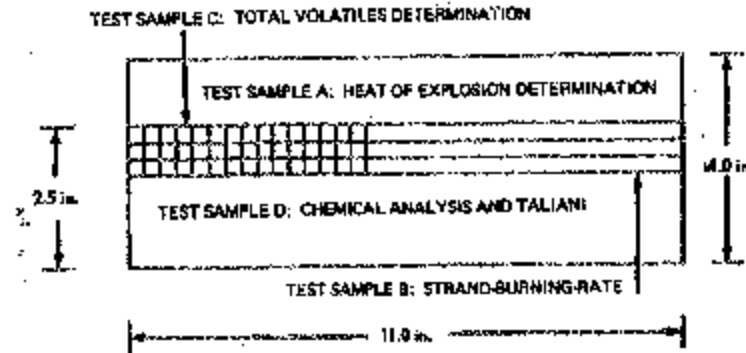 TEST SAMPLE C: TOTAL VOLATILES DETERMINATION
TEST SAMPLE A: HEAT OF EXPLOSION DETERMINATION
4.0 in.
2.5 in.
TEST SAMPLE D: CHEMICAL ANALYSIS AND TALIANI
TEST SAMPLE B: STRAND-BURNING-RATE
11.0 in.